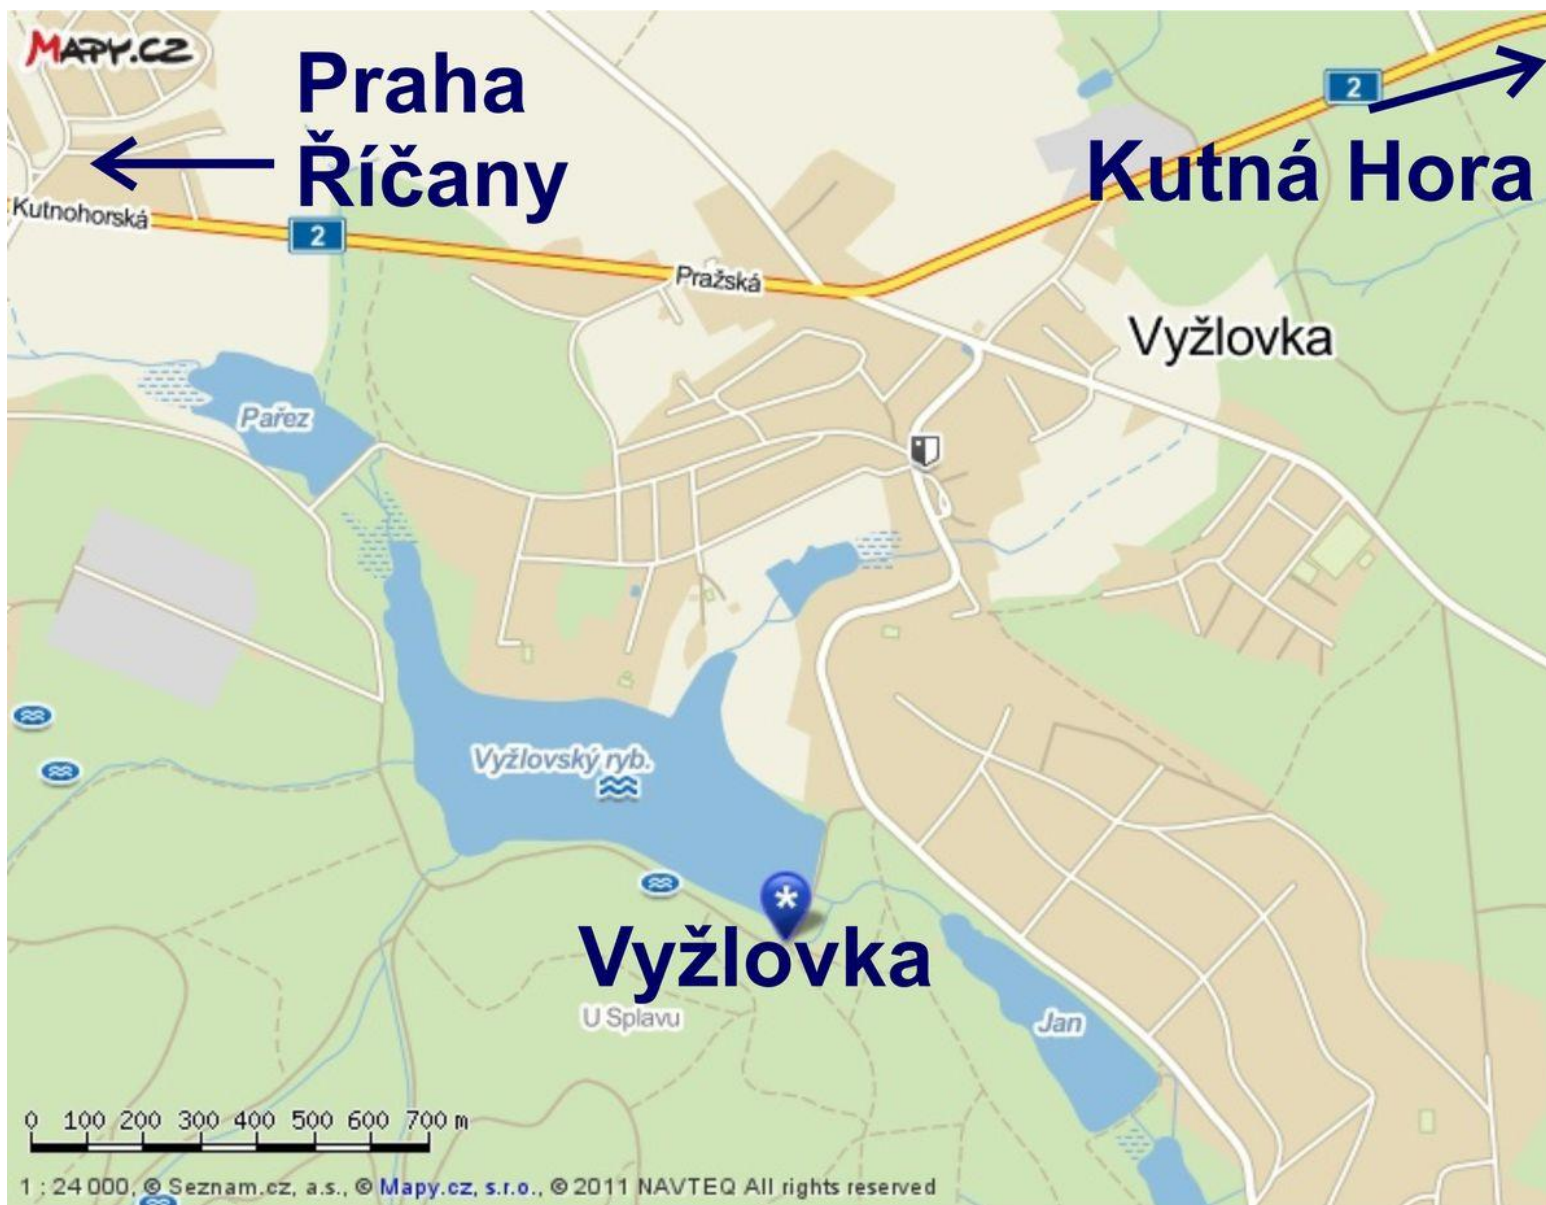 MAPY.CZ
Praha
Říčany
2
Kutná Hora
Kutnohorská
2
Pražská
Vyžlovka
Pařez
Vyžlovský ryb.
*
Vyžlovka
U Splavu
Jan
0 100 200 300 400 500 600 700 m
1 : 24 000, © Seznam.cz, a.s., © Mapy.cz, s.r.o., © 2011 NAVTEQ All rights reserved